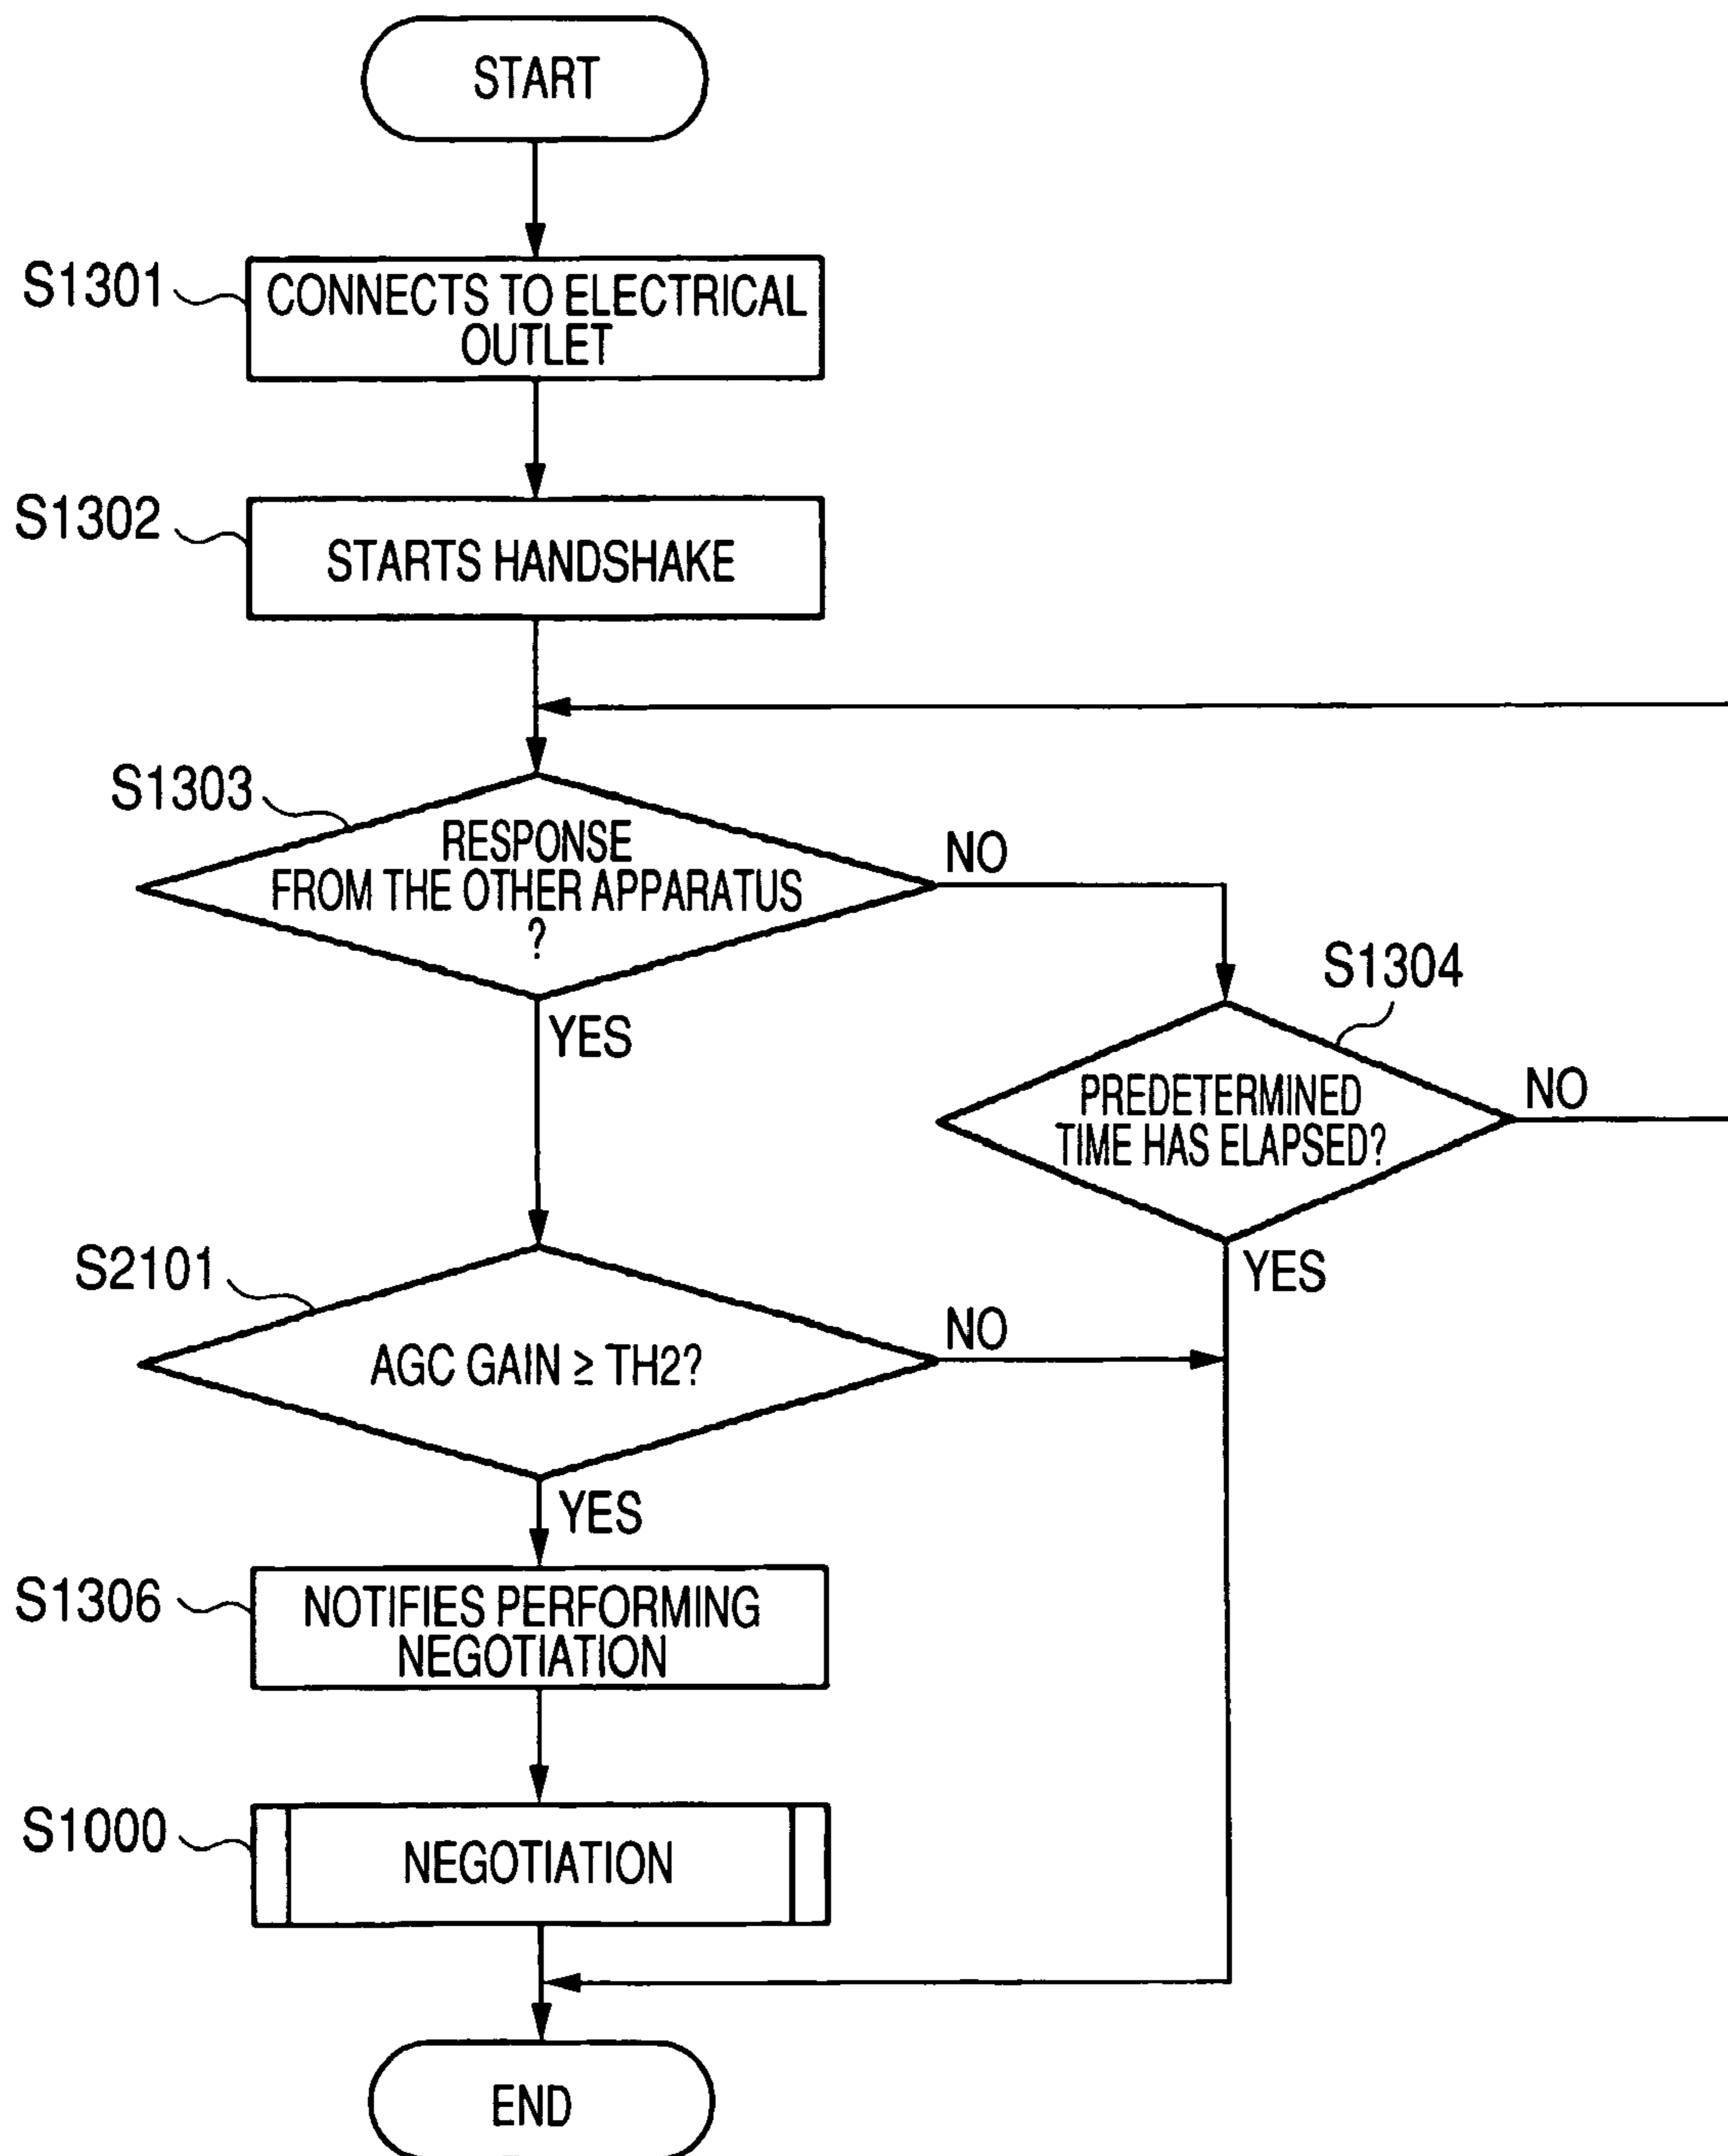 START
S1301
CONNECTS TO ELECTRICAL
OUTLET
S1302
STARTS HANDSHAKE
S1303
RESPONSE
FROM THE OTHER APPARATUS
?
NO
YES
S1304
PREDETERMINED
TIME HAS ELAPSED?
NO
YES
S2101
AGC GAIN ≥ TH2?
NO
YES
S1306
NOTIFIES PERFORMING
NEGOTIATION
S1000
NEGOTIATION
END